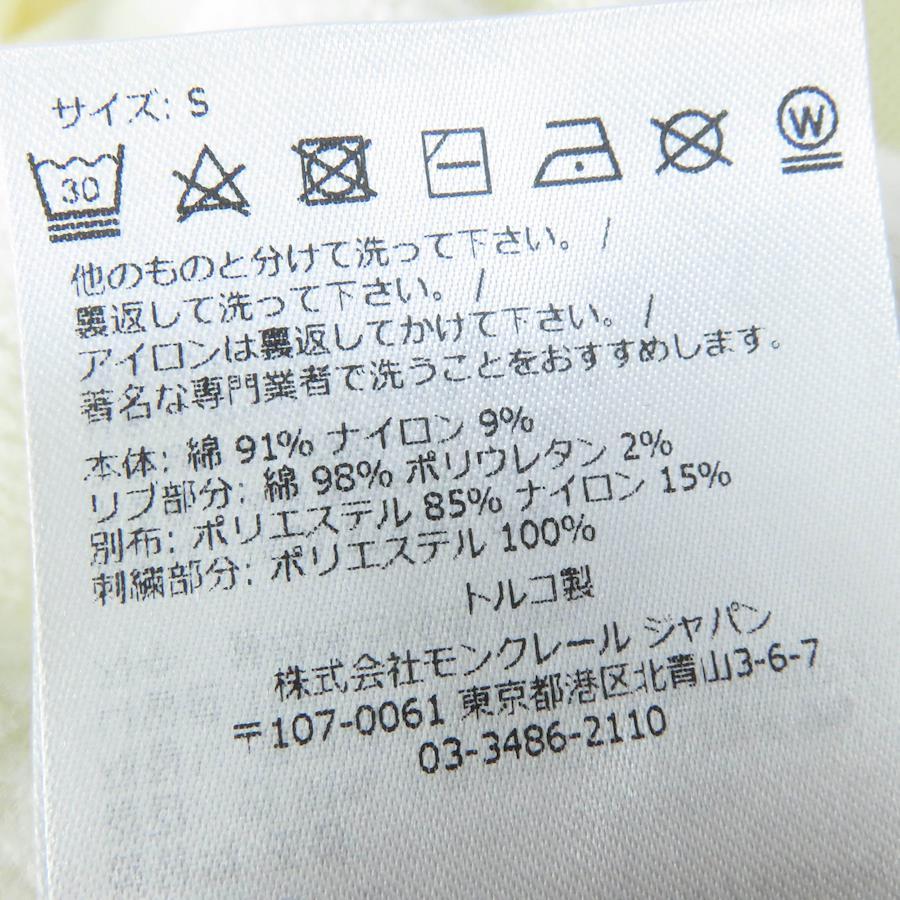 サイズ: S
30
W
他のものと分けて洗って下さい。 /
裏返して洗って下さい。 /
アイロンは裏返してかけて下さい。 /
著名な専門業者で洗うことをおすすめします。
本体: 綿 91% ナイロン 9%
リブ部分: 綿 98% ポリウレタン 2%
別布: ポリエステル 85% ナイロン 15%
刺繍部分: ポリエステル 100%
トルコ製
株式会社モンクレール ジャパン
〒107-0061 東京都港区北青山3-6-7
03-3486-2110